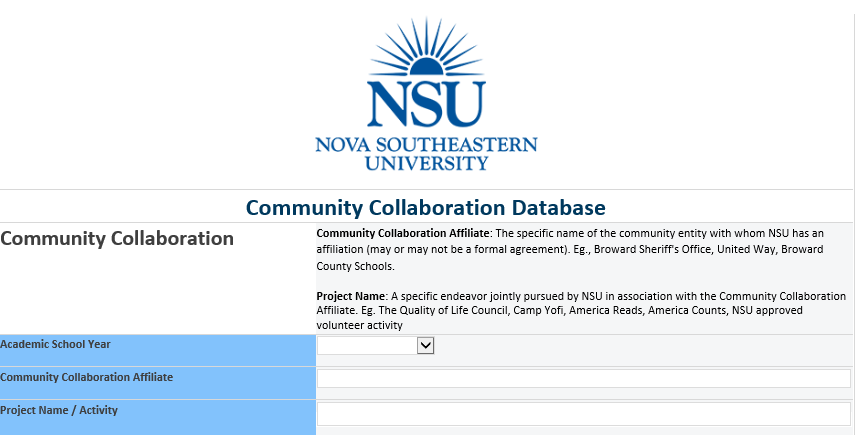 NSU
NOVA SOUTHEASTERN
UNIVERSITY
Community Collaboration Database
Community Collaboration
Community Collaboration Affiliate: The specific name of the community entity with whom NSU has an
affiliation (may or may not be a formal agreement). Eg., Broward Sheriff's Office, United Way, Broward
County Schools.
Project Name: A specific endeavor jointly pursued by NSU in association with the Community Collaboration
Affiliate. Eg. The Quality of Life Council, Camp Yofi, America Reads, America Counts, NSU approved
volunteer activity
Academic School Year
Community Collaboration Affiliate
Project Name / Activity